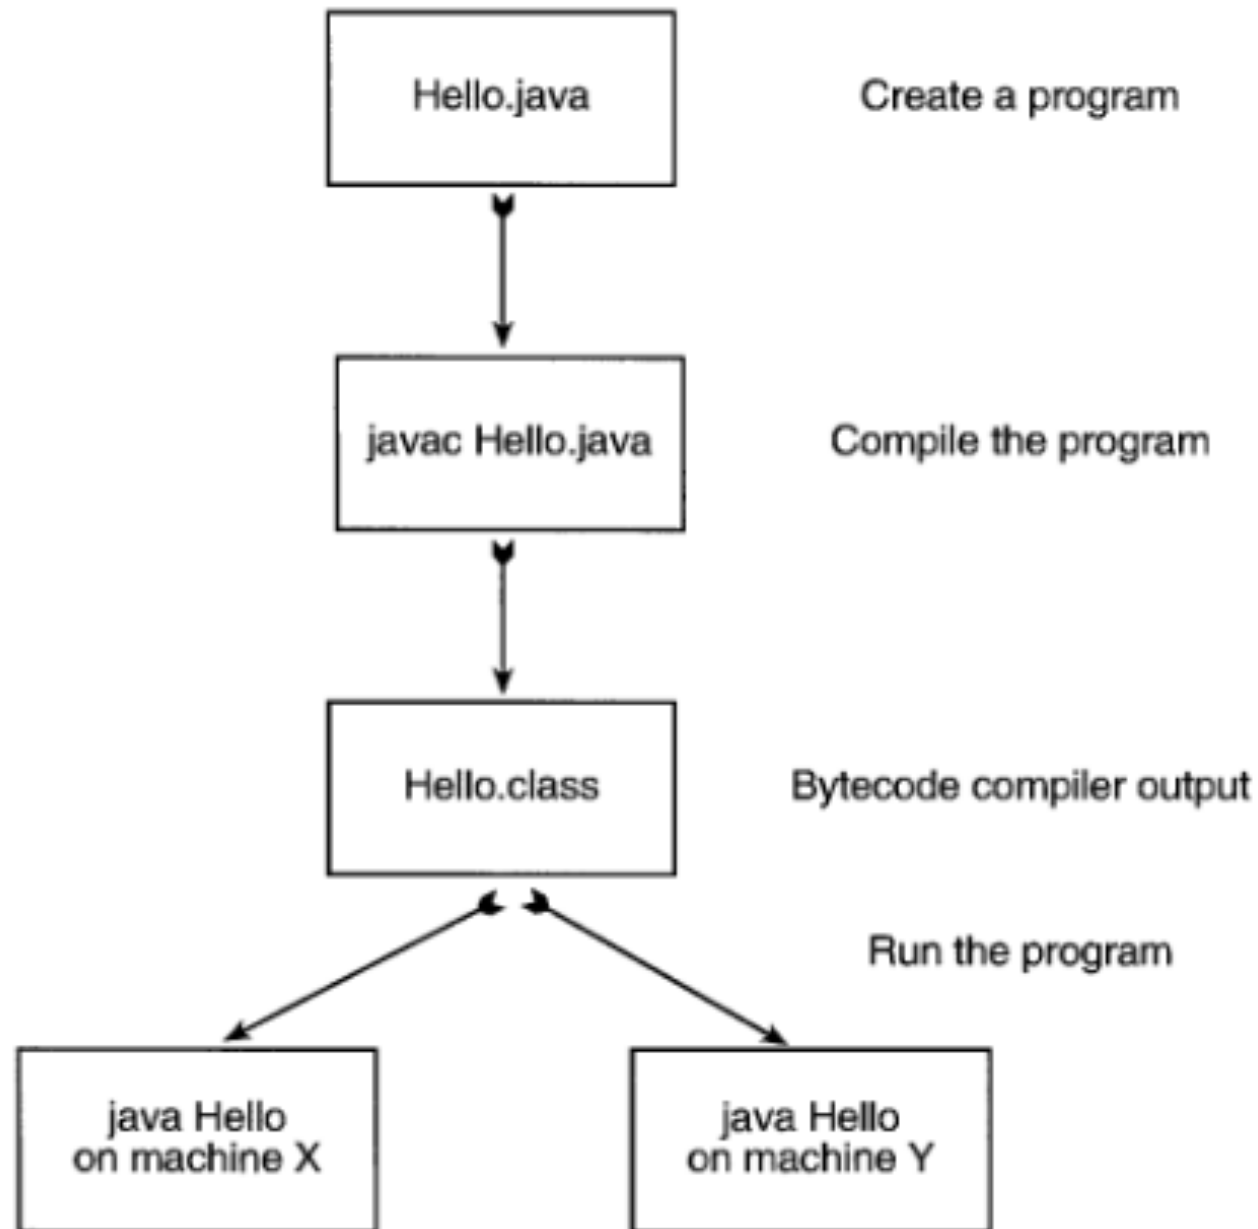 Hello.java
Create a program
javac Hello.java
Compile the program
Hello.class
Bytecode compiler output
Run the program
java Hello
on machine X
java Hello
on machine Y